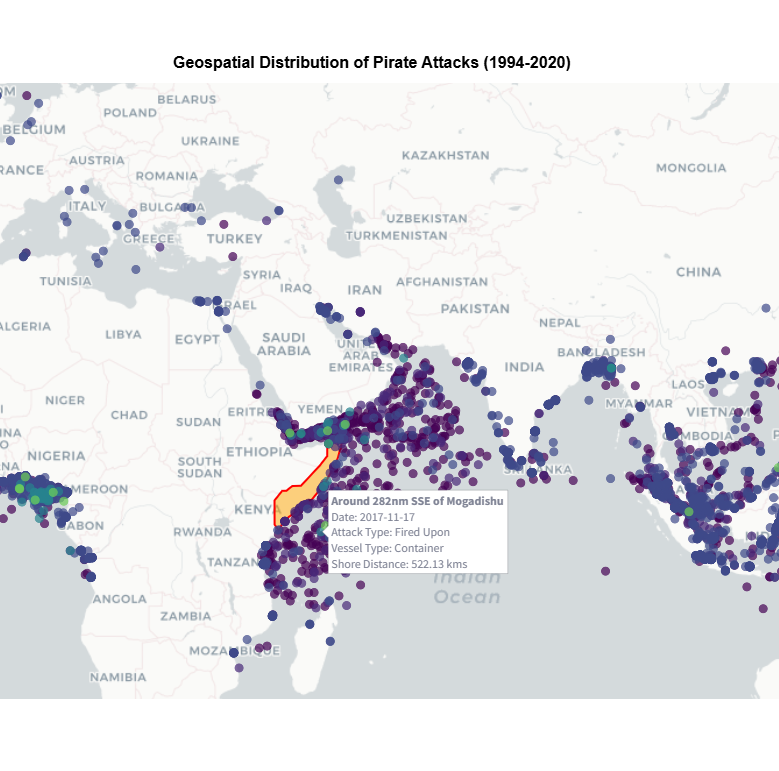 Geospatial Distribution of Pirate Attacks (1994-2020)
BELARUS
POLAND
BELGIUM
UKRAINE
KAZAKHSTAN
AUSTRIA
RANCE
MONGOLIA
ROMANIA
ITALY
BULGARIA
UZBEKISTAN
GREECE
TURKEY
TURKMENISTAN
SYRIA
CHINA
TUNISIA
IRAQ
IRAN
AFGHANISTAN
RAEL
PAKISTAN
ALGERIA
LIBYA
EGYPT
SAUDI
ARABIA
NEPAL
UNITED
ARAB
EMIRATES
BANGLADESH
INDIA
LAOS
NIGER
CHAD
SUDAN
ERITREA
YEMEN
MYANMAR
VIETNAM
CAMBODIA
NIGERIA
ETHIOPIA
SOUTH
SUDAN
SRI LANKA
CAMEROON
KENYA
GABON
RWANDA
TANZANIA
Around 282nm SSE of Mogadishu
Date: 2017-11-17
Attack Type: Fired Upon
Vessel Type: Container
Shore Distance: 522.13 kms
Indian
Ocean
ANGOLA
ZAMBIA
MOZAMBIQUE
NAMIBIA